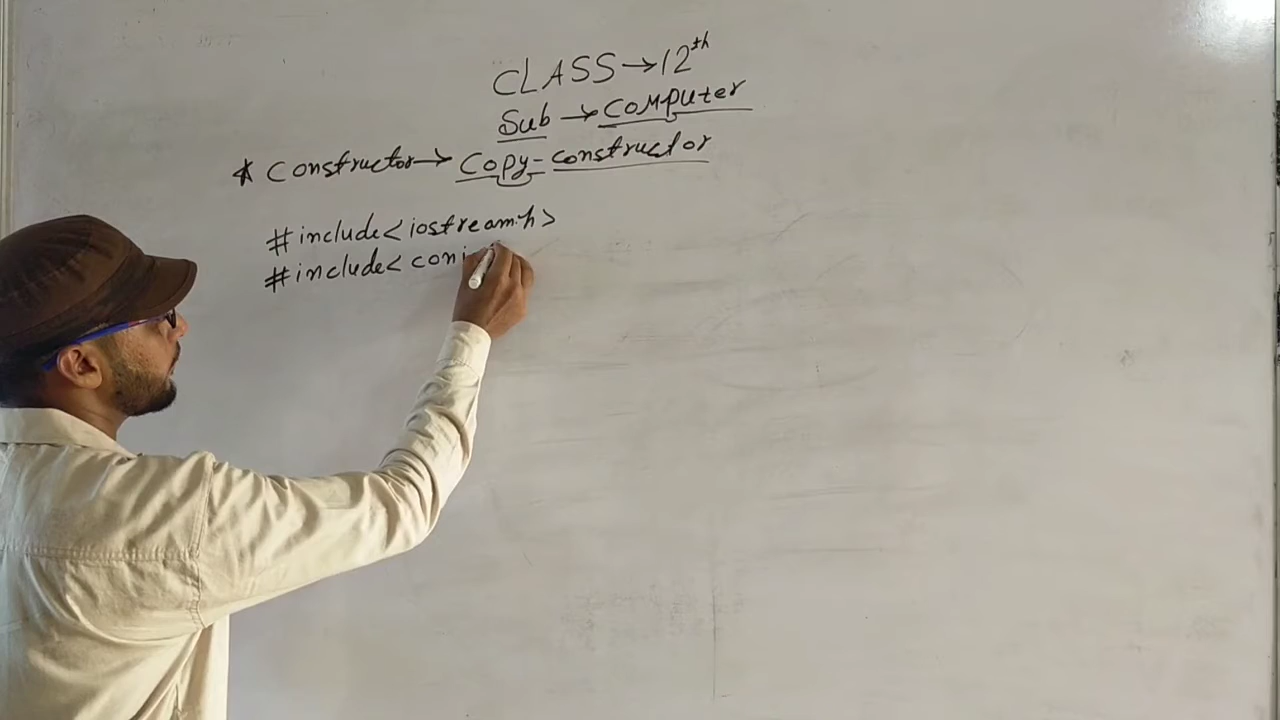 CLASS → 12th
Sub → Computer
* Constructor → Copy-constructor
#include<iostream.h>
#include<coni